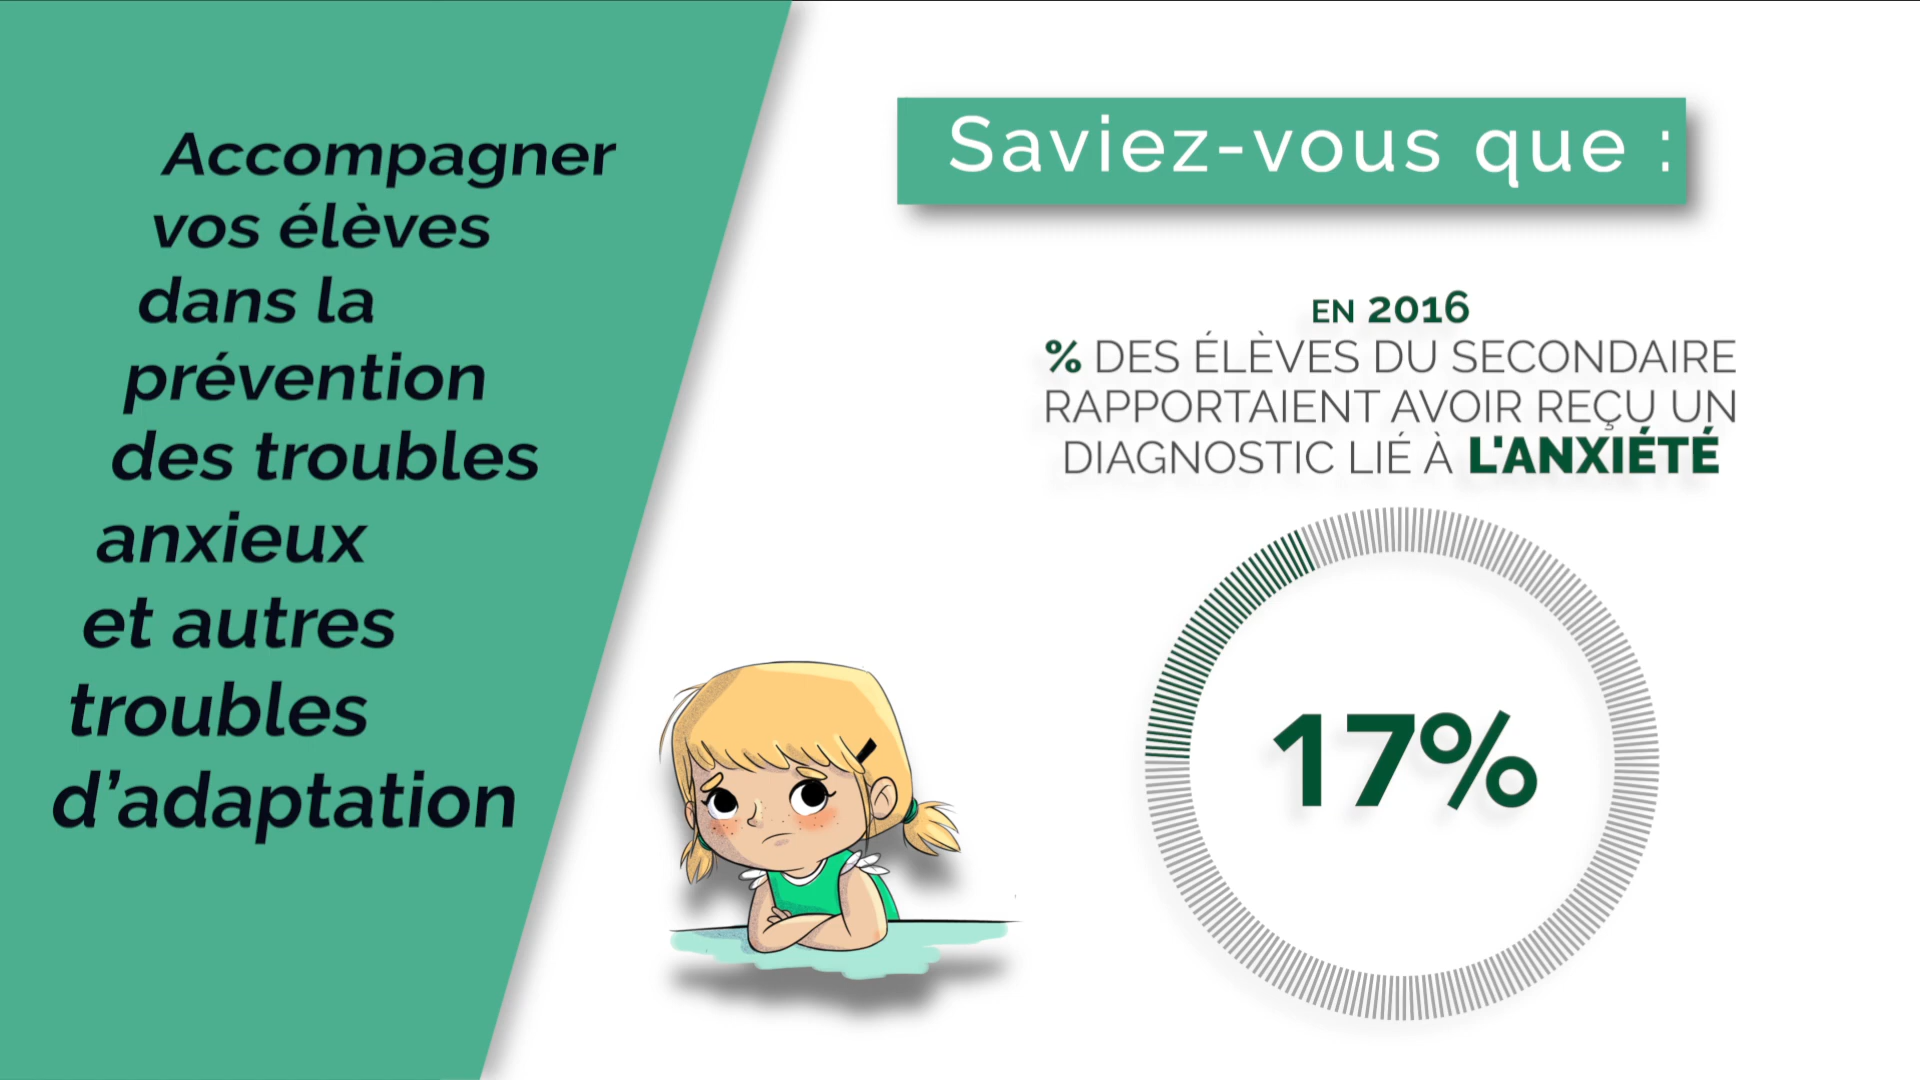 Accompagner
vos élèves
dans la
prévention
des troubles
anxieux
et autres
troubles
d’adaptation
Saviez-vous que :
EN 2016
% DES ÉLÈVES DU SECONDAIRE
RAPPORTAIENT AVOIR REÇU UN
DIAGNOSTIC LIÉ À L'ANXIÉTÉ
17%